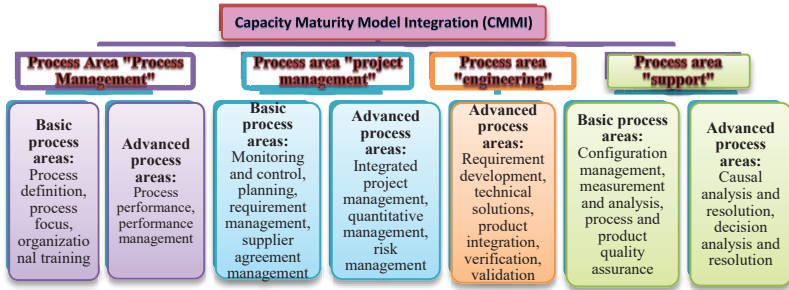 Capacity Maturity Model Integration (CMMI)
Process Area "Process
Management"
Process area "project
management"
Process area
"engineering"
Process area
"support"
Basic
process
areas:
Process
definition,
process
focus,
organizatio
nal training
Advanced
process
areas:
Process
performance,
performance
management
Basic
process
areas:
Monitoring
and control,
planning,
requirement
management,
supplier
agreement
management
Advanced
process
areas:
Integrated
project
management,
quantitative
management,
risk
management
Advanced
process
areas:
Requirement
development,
technical
solutions,
product
integration,
verification,
validation
Basic process
areas:
Configuration
management,
measurement
and analysis,
process and
product
quality
assurance
Advanced
process
areas:
Causal
analysis and
resolution,
decision
analysis and
resolution